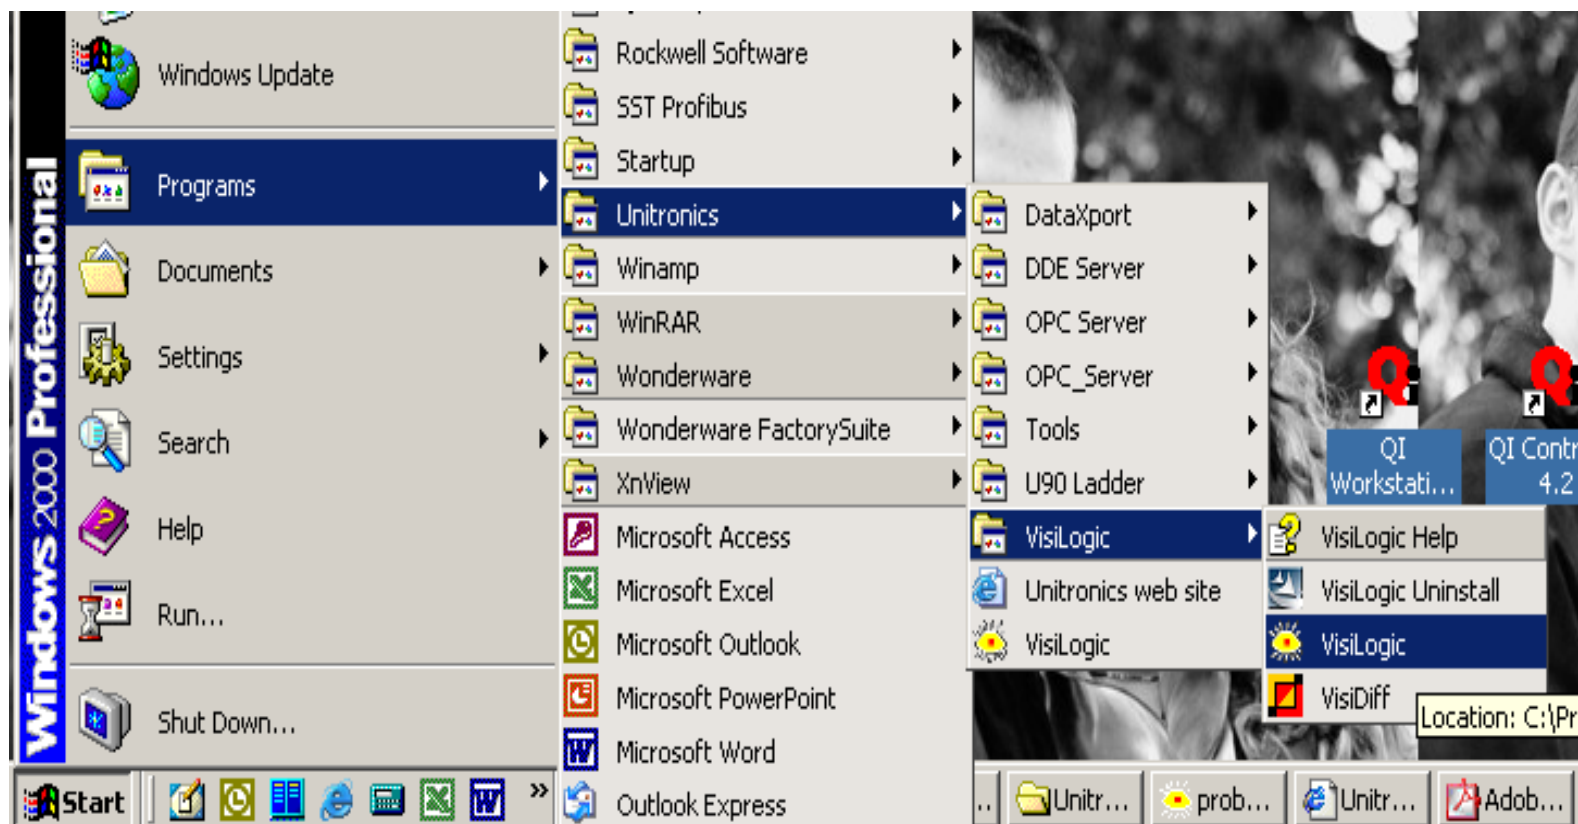 Windows Update
Programs
Documents
Settings
Search
Help
Run...
Shut Down...
Windows 2000 Professional
Rockwell Software
SST Profibus
Startup
Unitronics
Winamp
WinRAR
Wonderware
Wonderware FactorySuite
XnView
Microsoft Access
Microsoft Excel
Microsoft Outlook
Microsoft PowerPoint
Microsoft Word
Outlook Express
DataXport
DDE Server
OPC Server
OPC_Server
Tools
U90 Ladder
VisiLogic
Unitronics web site
VisiLogic
VisiLogic Help
VisiLogic Uninstall
VisiLogic
VisiDiff
Location: C:\Pr
QI
Workstati...
QI Contr
4.2
Start
»
..
Unitr...
prob...
Unitr...
Adob...